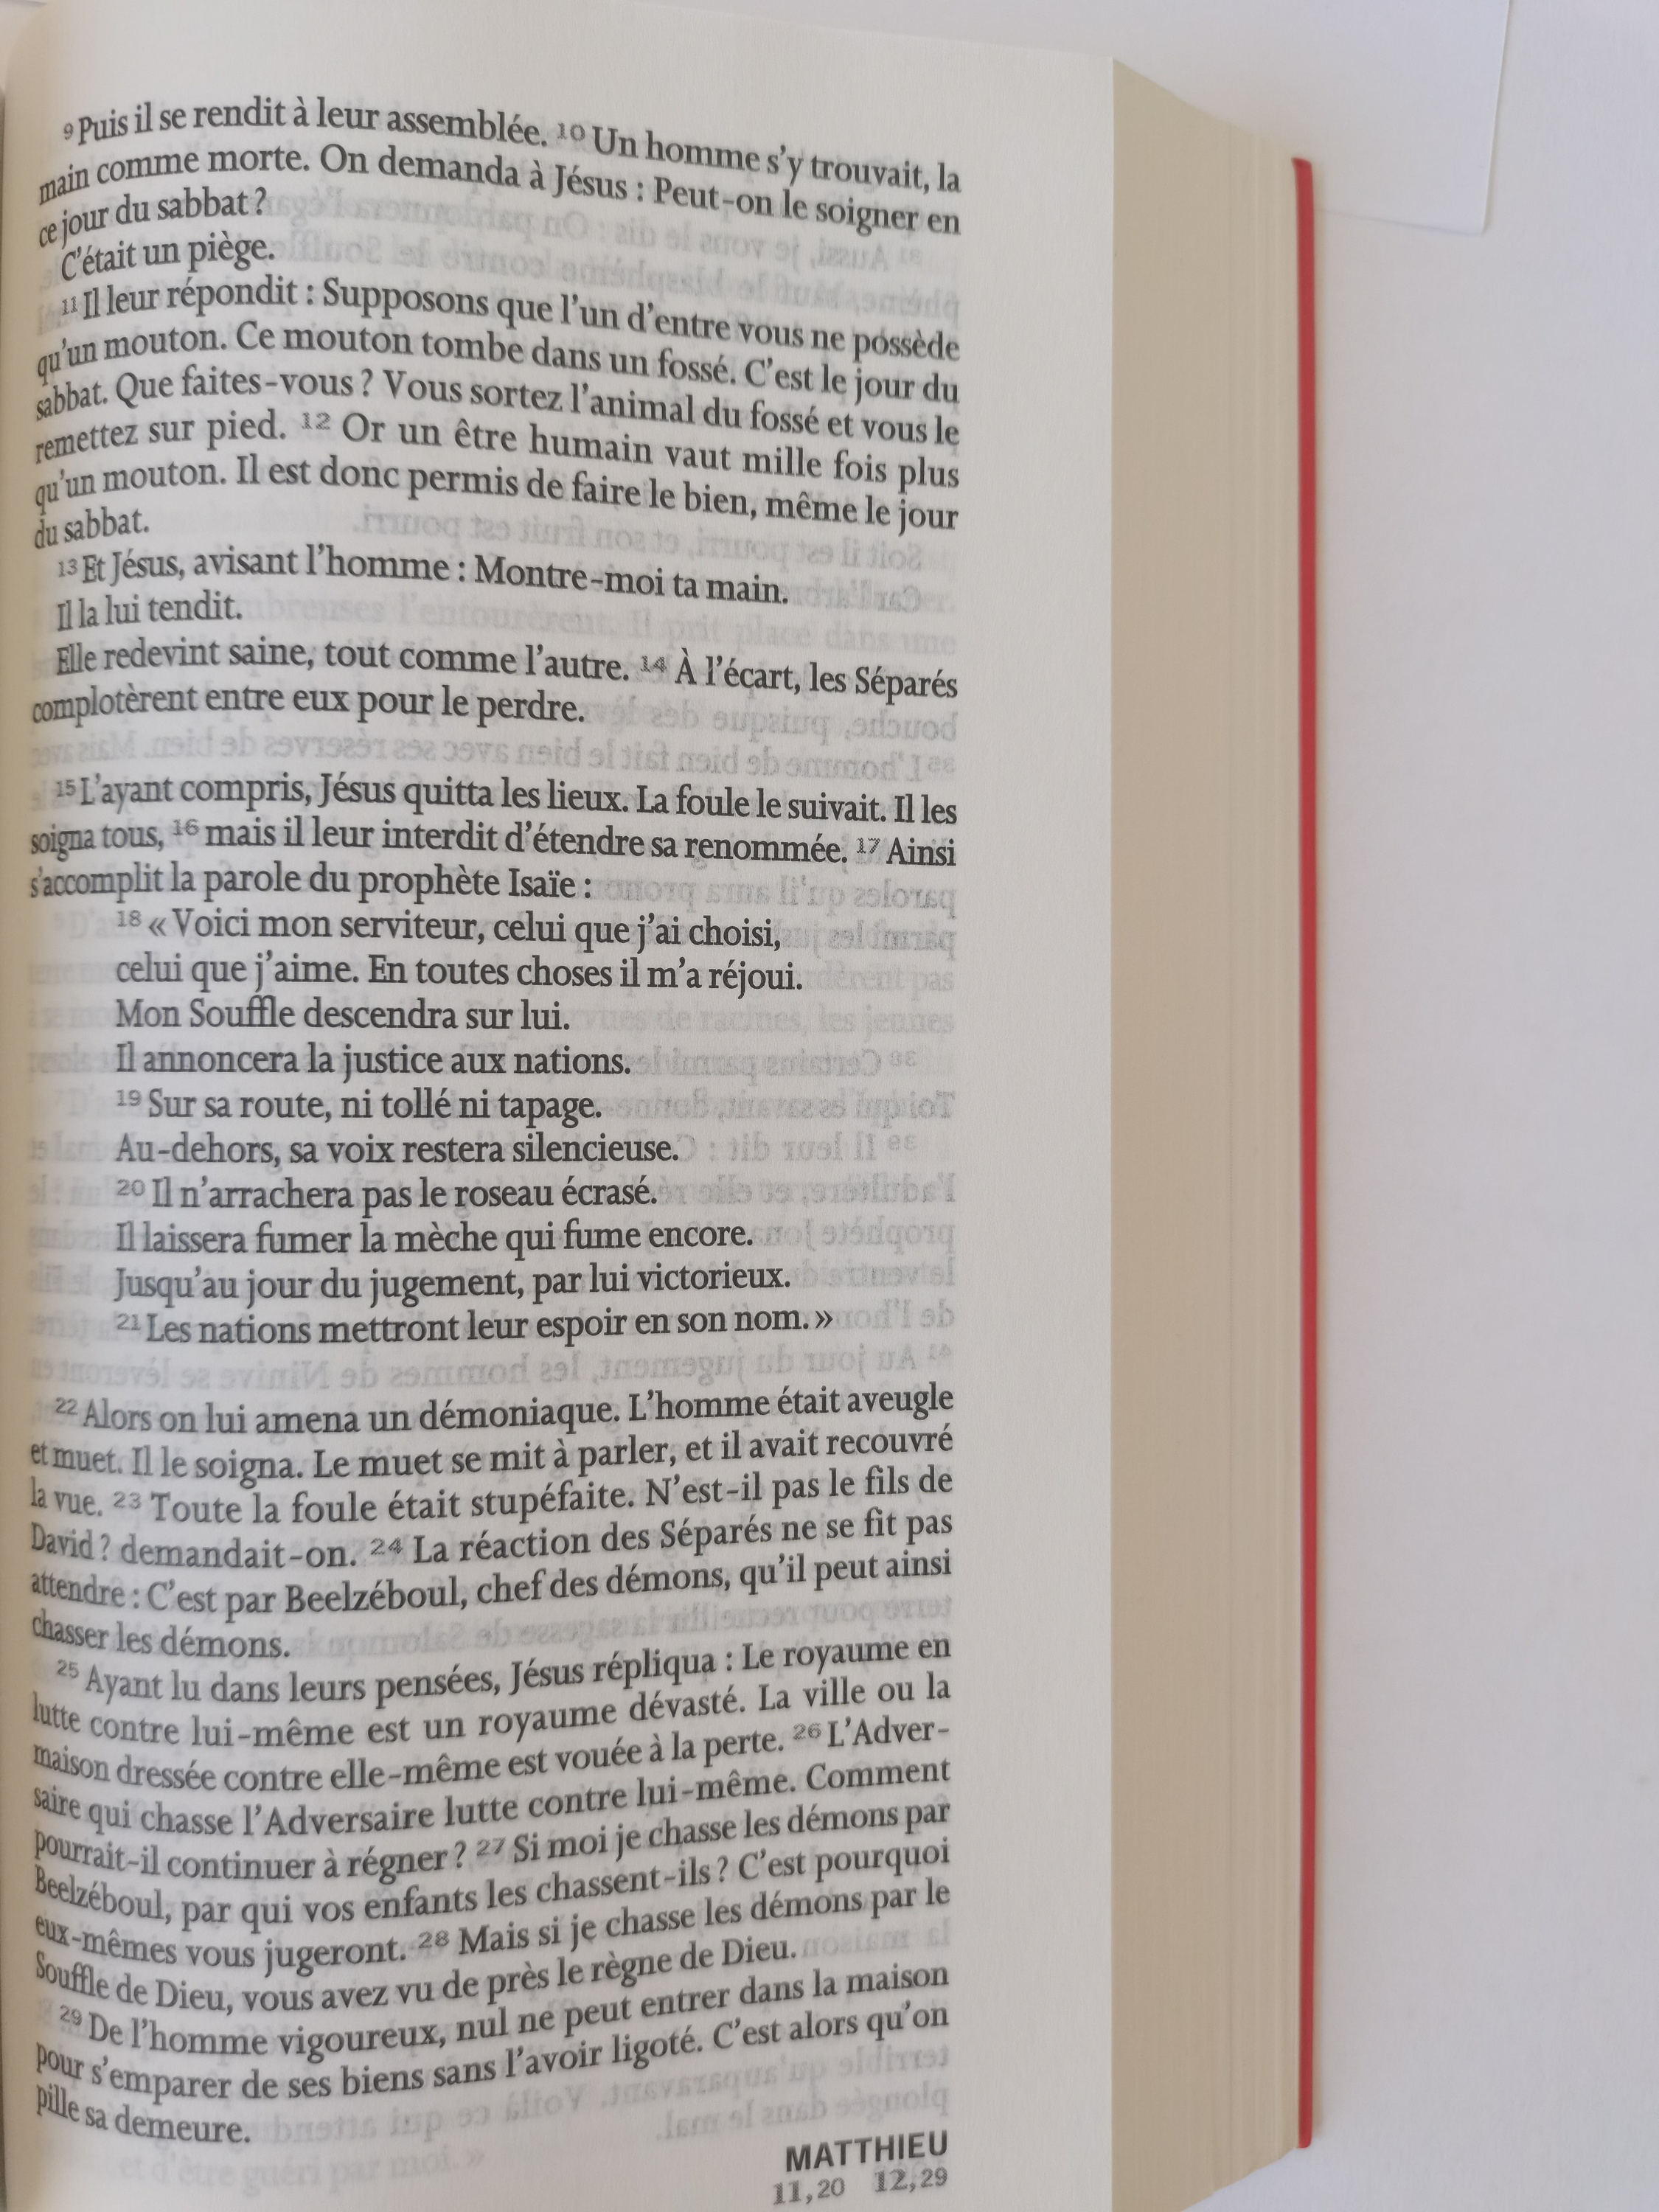 9 Puis il se rendit à leur assemblée. 10 Un homme s'y trouvait, la
main comme morte. On demanda à Jésus : Peut-on le soigner en
ce jour du sabbat ?
C'était un piège.
11 Il leur répondit : Supposons que l'un d'entre vous ne possède
qu'un mouton. Ce mouton tombe dans un fossé. C'est le jour du
sabbat. Que faites-vous ? Vous sortez l'animal du fossé et vous le
remettez sur pied. 12 Or un être humain vaut mille fois plus
qu'un mouton. Il est donc permis de faire le bien, même le jour
du sabbat.
13 Et Jésus, avisant l'homme : Montre-moi ta main.
Il la lui tendit.
Elle redevint saine, tout comme l'autre. 14 À l'écart, les Séparés
complotèrent entre eux pour le perdre.
15 L'ayant compris, Jésus quitta les lieux. La foule le suivait. Il les
soigna tous, 16 mais il leur interdit d'étendre sa renommée. 17 Ainsi
s'accomplit la parole du prophète Isaïe :
18 « Voici mon serviteur, celui que j'ai choisi,
celui que j'aime. En toutes choses il m'a réjoui.
Mon Souffle descendra sur lui.
Il annoncera la justice aux nations.
19 Sur sa route, ni tollé ni tapage.
Au-dehors, sa voix restera silencieuse.
20 Il n'arrachera pas le roseau écrasé.
Il laissera fumer la mèche qui fume encore.
Jusqu'au jour du jugement, par lui victorieux.
21 Les nations mettront leur espoir en son nom. »
22 Alors on lui amena un démoniaque. L'homme était aveugle
et muet. Il le soigna. Le muet se mit à parler, et il avait recouvré
la vue. 23 Toute la foule était stupéfaite. N'est-il pas le fils de
David ? demandait-on. 24 La réaction des Séparés ne se fit pas
attendre : C'est par Beelzéboul, chef des démons, qu'il peut ainsi
chasser les démons.
25 Ayant lu dans leurs pensées, Jésus répliqua : Le royaume en
lutte contre lui-même est un royaume dévasté. La ville ou la
maison dressée contre elle-même est vouée à la perte. 26 L'Adver-
saire qui chasse l'Adversaire lutte contre lui-même. Comment
pourrait-il continuer à régner ? 27 Si moi je chasse les démons par
Beelzéboul, par qui vos enfants les chassent-ils ? C'est pourquoi
eux-mêmes vous jugeront. 28 Mais si je chasse les démons par le
Souffle de Dieu, vous avez vu de près le règne de Dieu.
29 De l'homme vigoureux, nul ne peut entrer dans la maison
pour s'emparer de ses biens sans l'avoir ligoté. C'est alors qu'on
pille sa demeure.
MATTHIEU
11,20 12,29